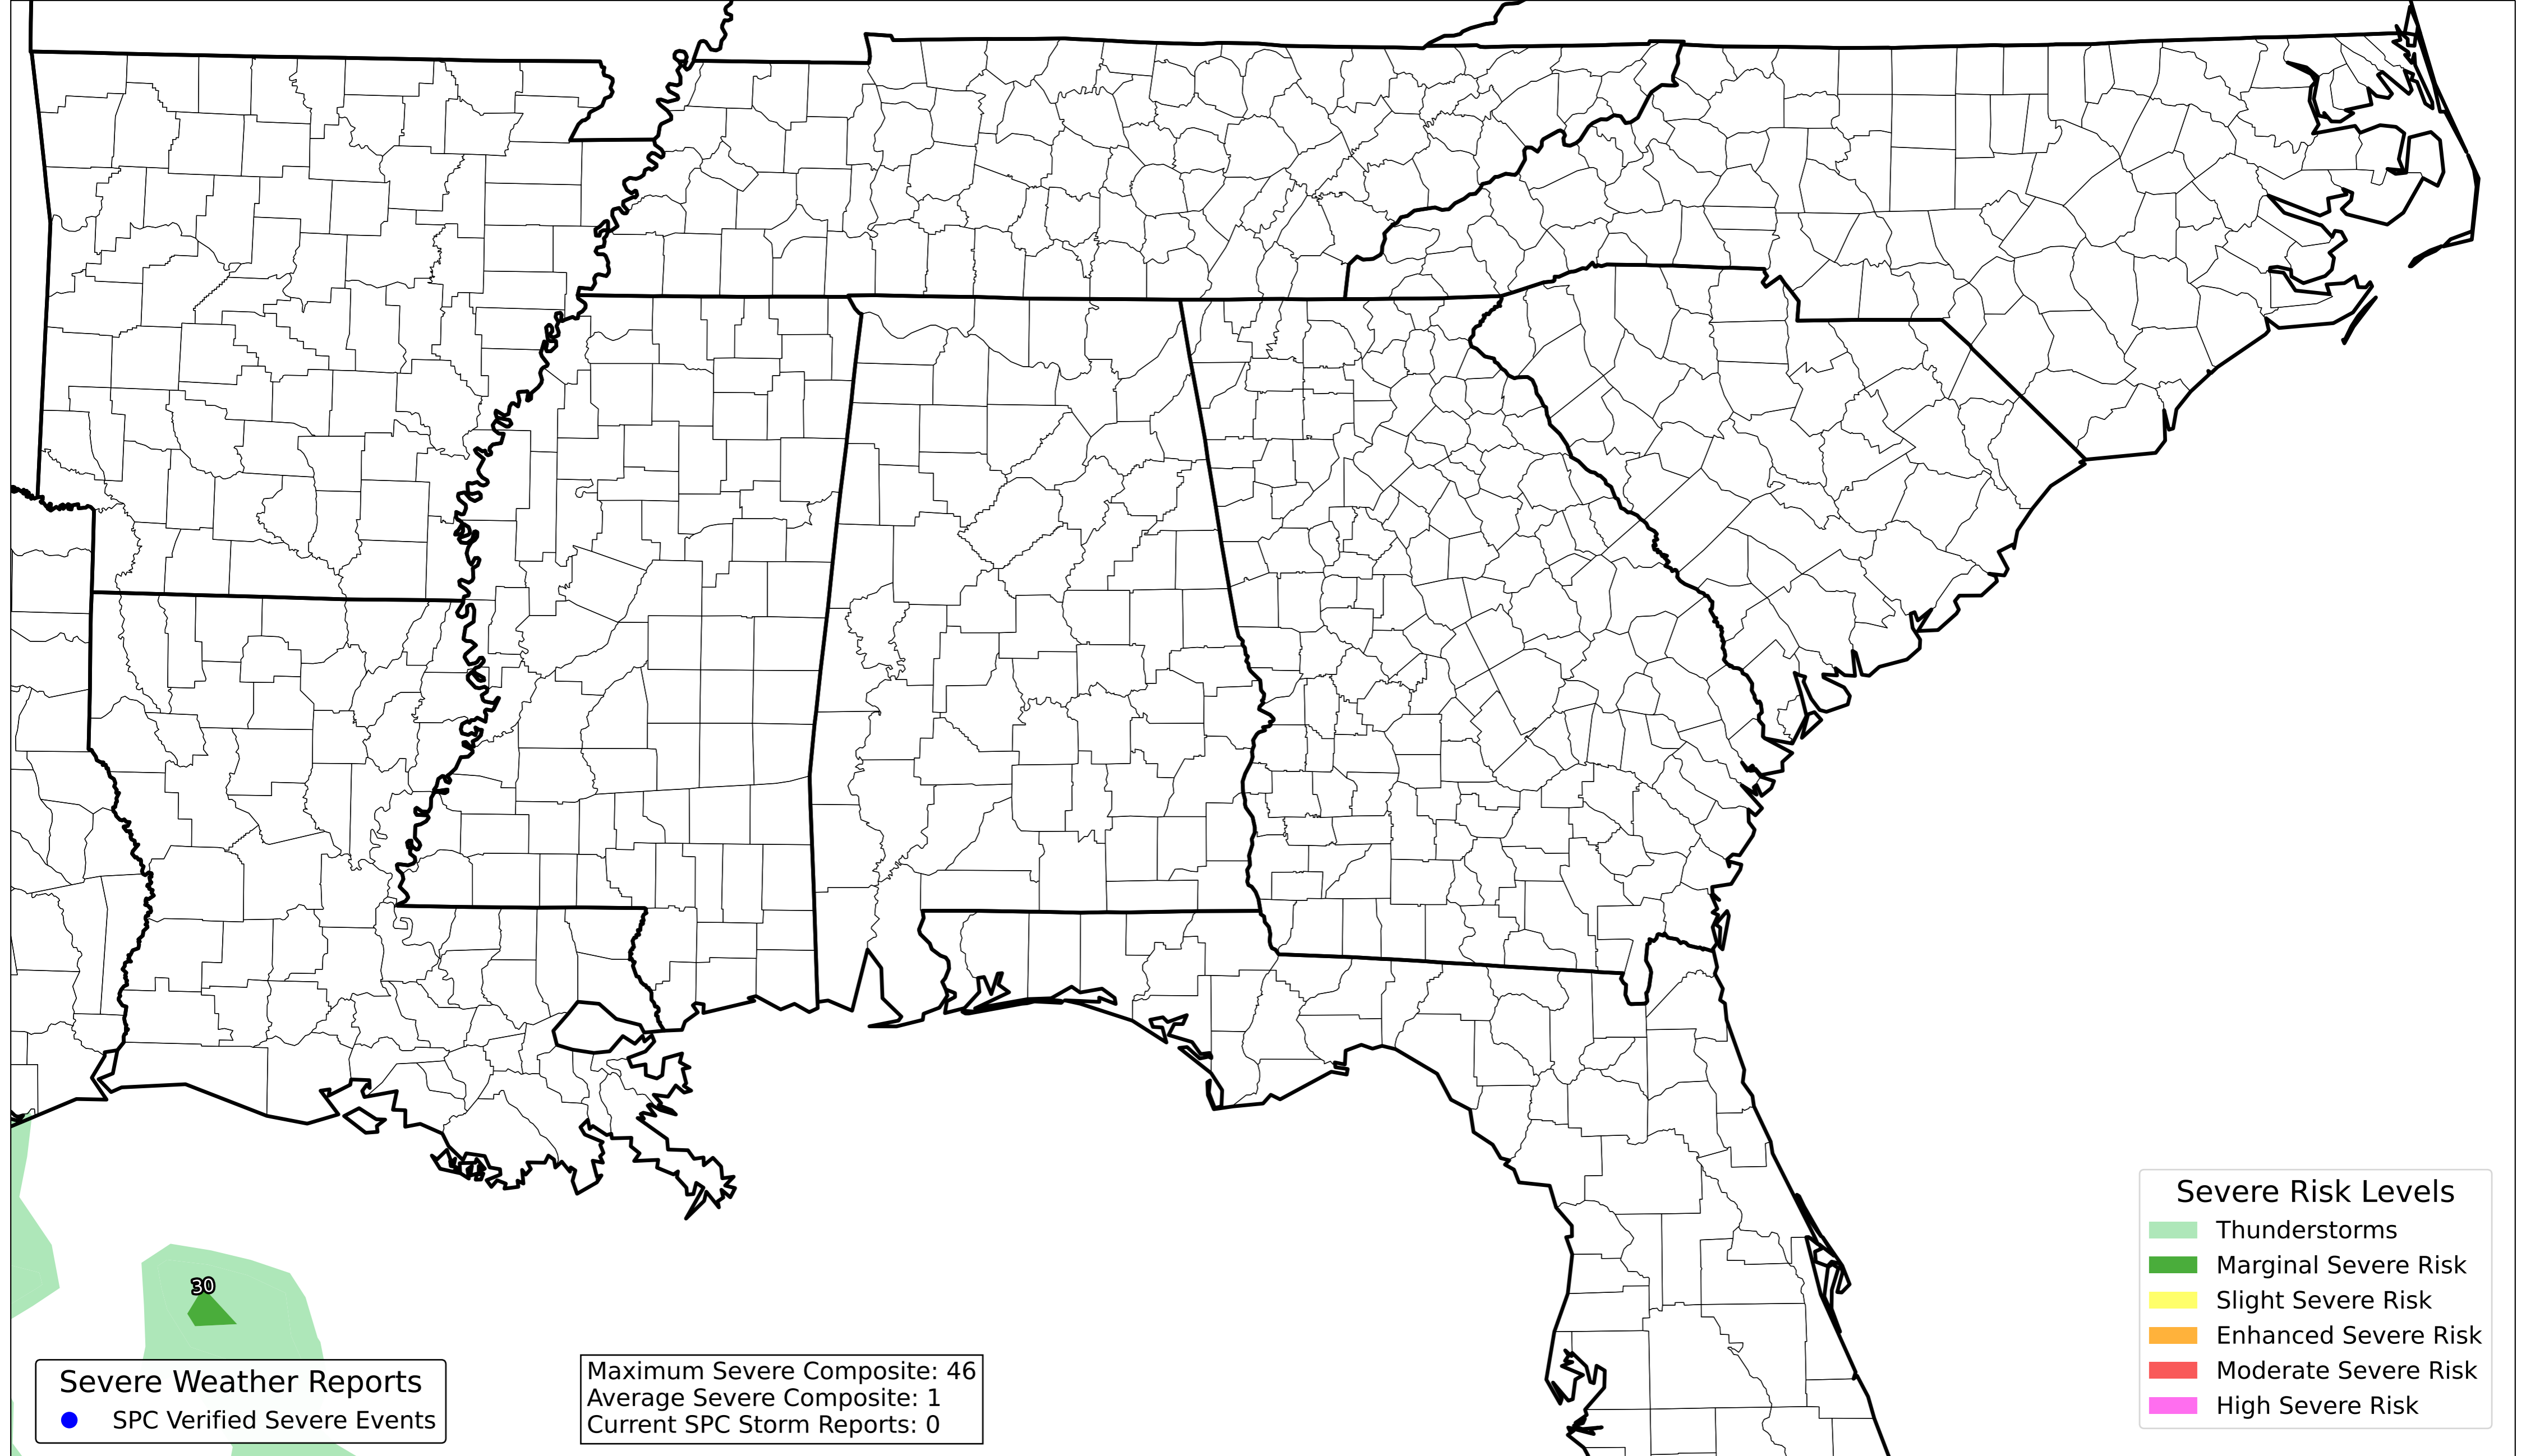 30
Severe Weather Reports
SPC Verified Severe Events
Maximum Severe Composite: 46
Average Severe Composite: 1
Current SPC Storm Reports: 0
Severe Risk Levels
Thunderstorms
Marginal Severe Risk
Slight Severe Risk
Enhanced Severe Risk
Moderate Severe Risk
High Severe Risk